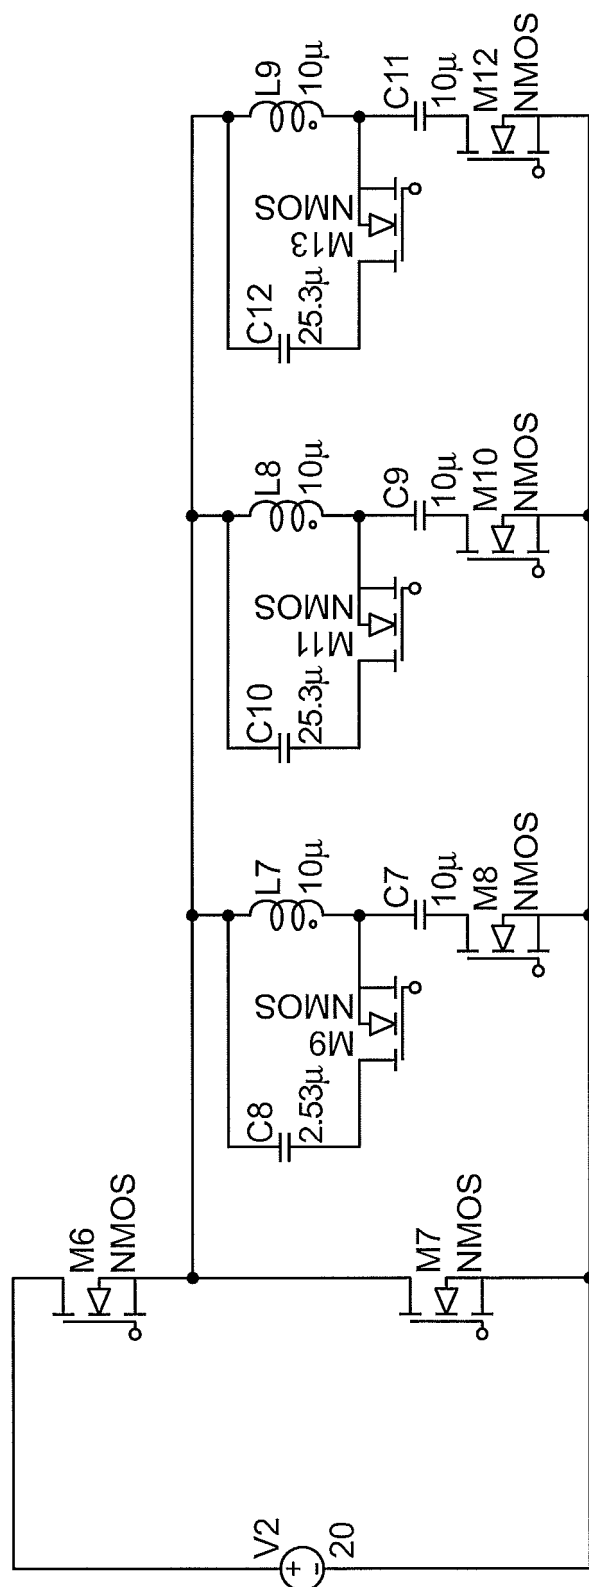 V2
20
M6
NMOS
M7
NMOS
C8
2.53µ
M9
NMOS
L7
10µ
C7
10µ
M8
NMOS
C10
25.3µ
M11
NMOS
L8
10µ
C9
10µ
M10
NMOS
C12
25.3µ
M13
NMOS
L9
10µ
C11
10µ
M12
NMOS